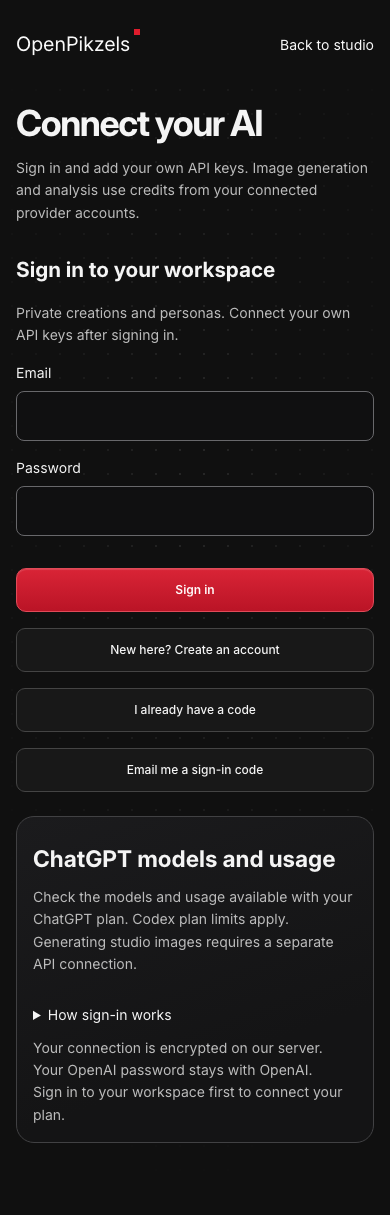 OpenPikzels
Back to studio
Connect your AI
Sign in and add your own API keys. Image generation
and analysis use credits from your connected
provider accounts.
Sign in to your workspace
Private creations and personas. Connect your own
API keys after signing in.
Email
Password
Sign in
New here? Create an account
I already have a code
Email me a sign-in code
ChatGPT models and usage
Check the models and usage available with your
ChatGPT plan. Codex plan limits apply.
Generating studio images requires a separate
API connection.
How sign-in works
Your connection is encrypted on our server.
Your OpenAI password stays with OpenAI.
Sign in to your workspace first to connect your
plan.